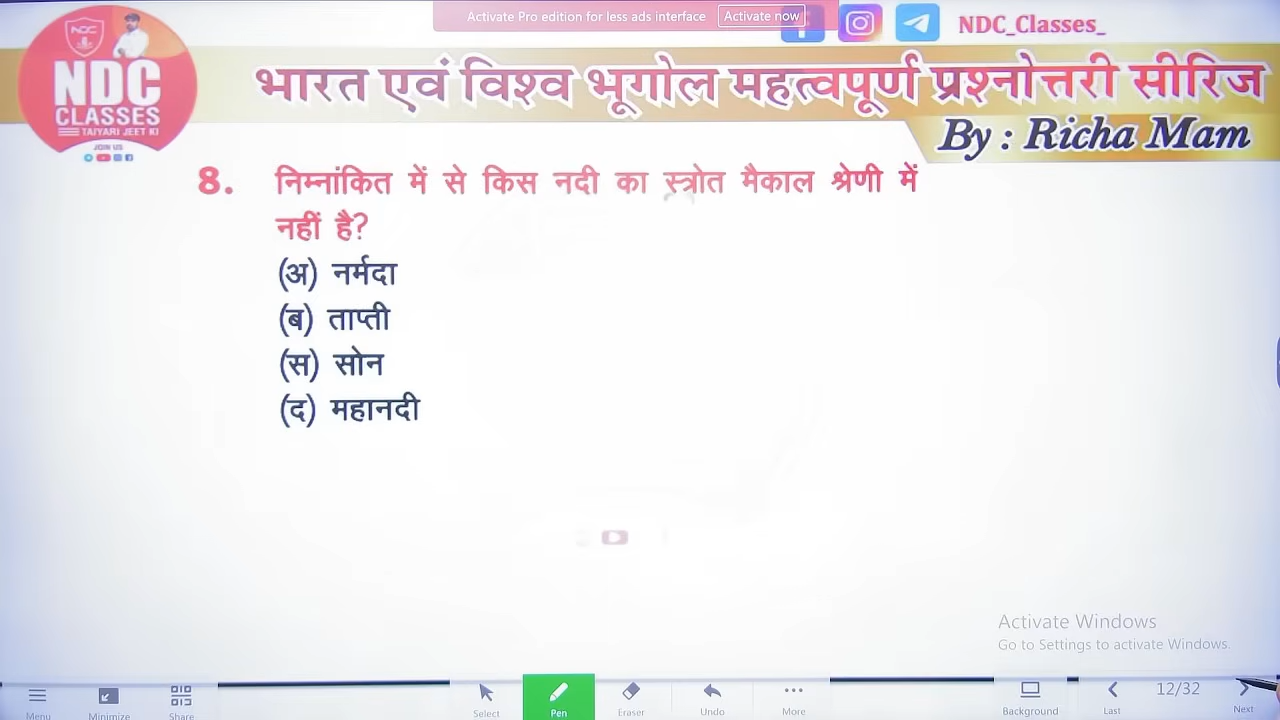 Activate Pro edition for less ads interface Activate now
NDC_Classes_
NDC
NDC
CLASSES
TAIYARI JEET KI
JOIN US
भारत एवं विश्व भूगोल महत्वपूर्ण प्रश्नोत्तरी सीरिज
By : Richa Mam
8. निम्नांकित में से किस नदी का स्त्रोत मैकाल श्रेणी में
नहीं है?
(अ) नर्मदा
(ब) ताप्ती
(स) सोन
(द) महानदी
Activate Windows
Go to Settings to activate Windows.
Menu Minimize Share Select Pen Eraser Undo More Background Last 12/32 Next